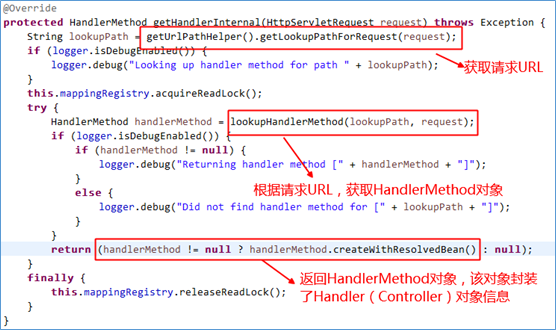 @Override
protected HandlerMethod getHandlerInternal(HttpServletRequest request) throws Exception {
String lookupPath = getUrlPathHelper().getLookupPathForRequest(request);
if (logger.isDebugEnabled()) {
logger.debug("Looking up handler method for path " + lookupPath);
获取请求URL
}
this.mappingRegistry.acquireReadLock();
try {
HandlerMethod handlerMethod = lookupHandlerMethod(lookupPath, request);
if (logger.isDebugEnabled()) {
if (handlerMethod != null) {
logger.debug("Returning handler method [" + handlerMethod + "]");
}
根据请求URL，获取HandlerMethod对象
else {
logger.debug("Did not find handler method for [" + lookupPath + "]");
}
}
return (handlerMethod != null ? handlerMethod.createWithResolvedBean() : null);
}
返回HandlerMethod对象，该对象封装
finally {
了Handler（Controller）对象信息
this.mappingRegistry.releaseReadLock();
}
}